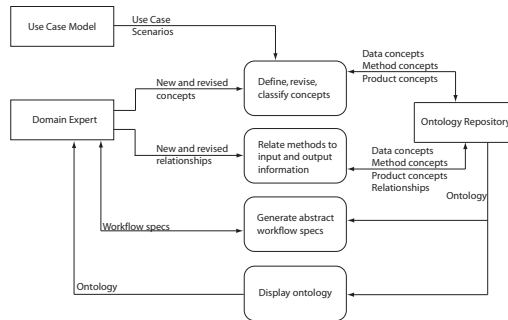 Use Case Model
Use Case
Scenarios
Data concepts
Method concepts
Product concepts
Define, revise,
classify concepts
New and revised
concepts
Domain Expert
Ontology Repository
New and revised
relationships
Relate methods to
input and output
information
Data concepts
Method concepts
Product concepts
Relationships
Ontology
Workflow specs
Generate abstract
workflow specs
Ontology
Display ontology